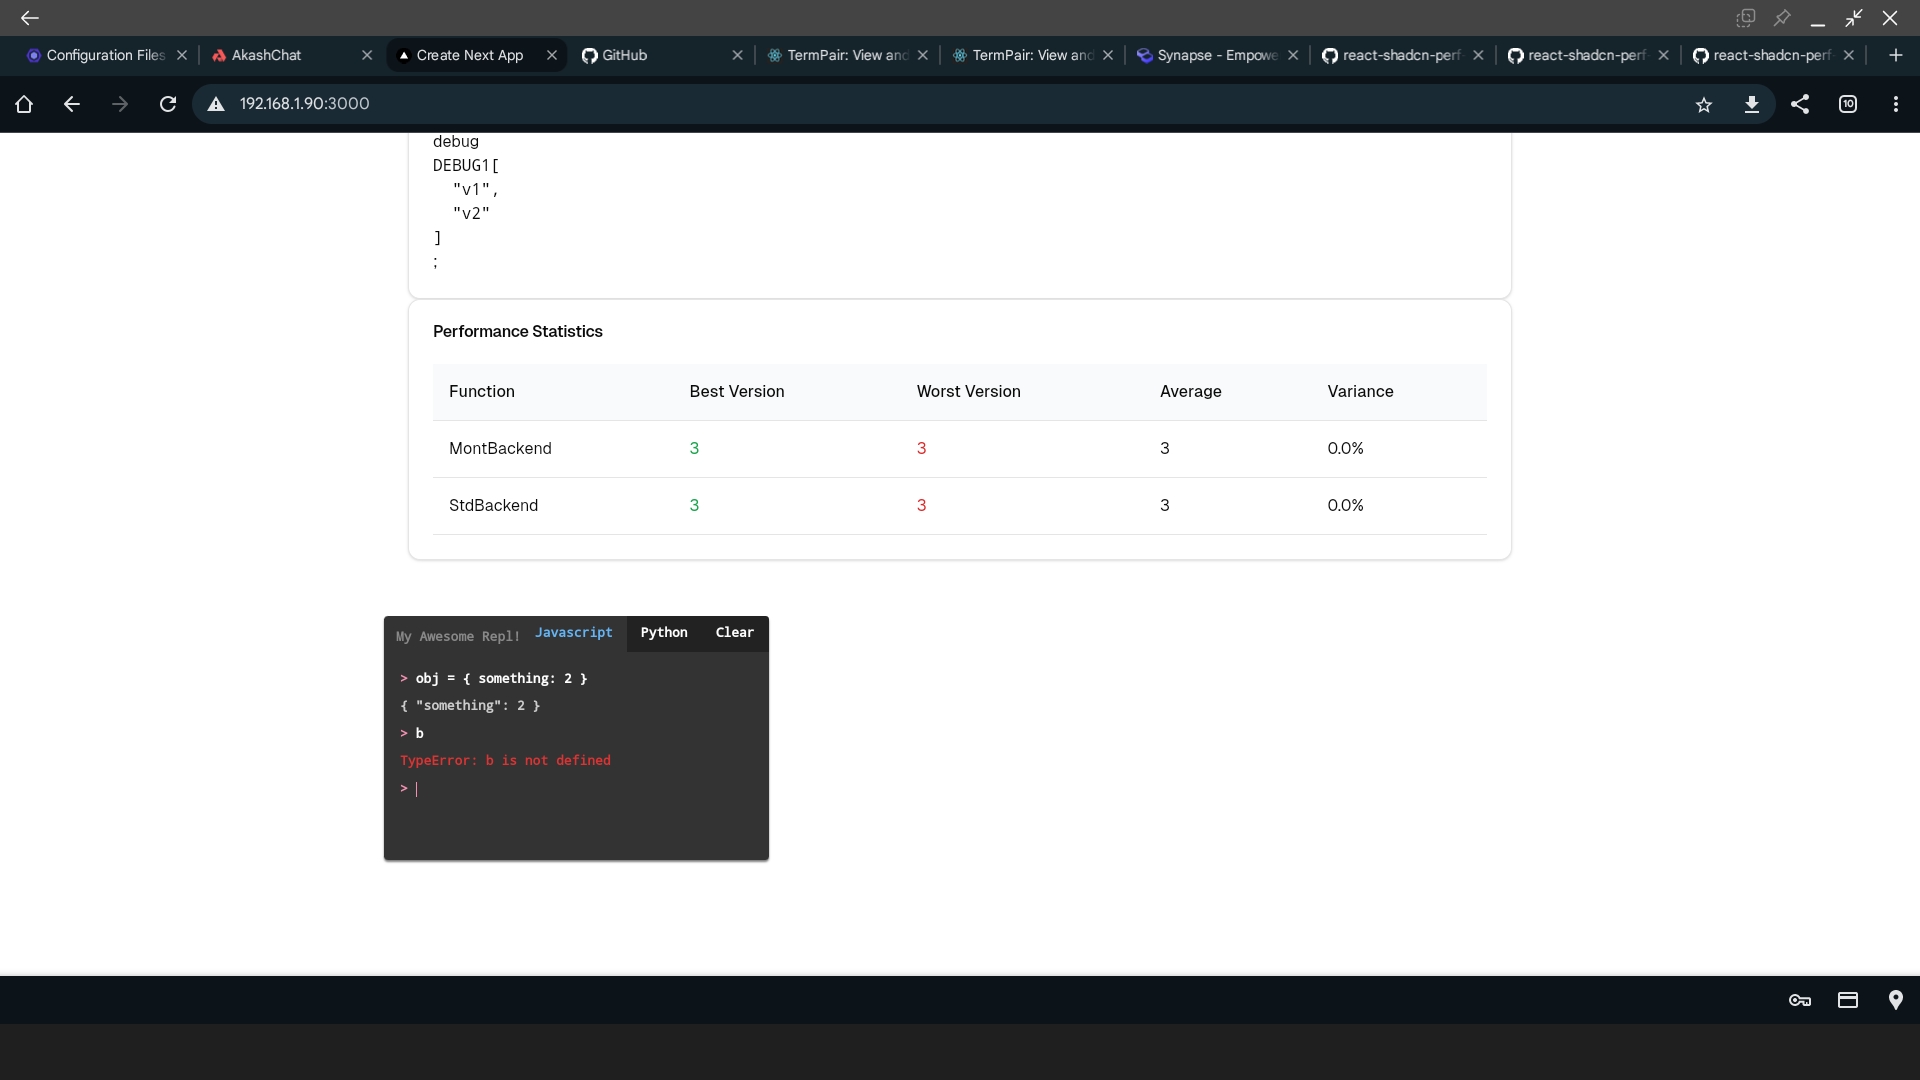 Configuration Files
AkashChat
Create Next App
GitHub
TermPair: View and
TermPair: View and
Synapse - Empowe
react-shadcn-perf-
react-shadcn-perf-
react-shadcn-perf-
192.168.1.90:3000
10
debug
DEBUG1[
"v1",
"v2"
]
;
Performance Statistics
Function Best Version Worst Version Average Variance
MontBackend 3 3 3 0.0%
StdBackend 3 3 3 0.0%
My Awesome Repl! Javascript Python Clear
> obj = { something: 2 }
{ "something": 2 }
> b
TypeError: b is not defined
>